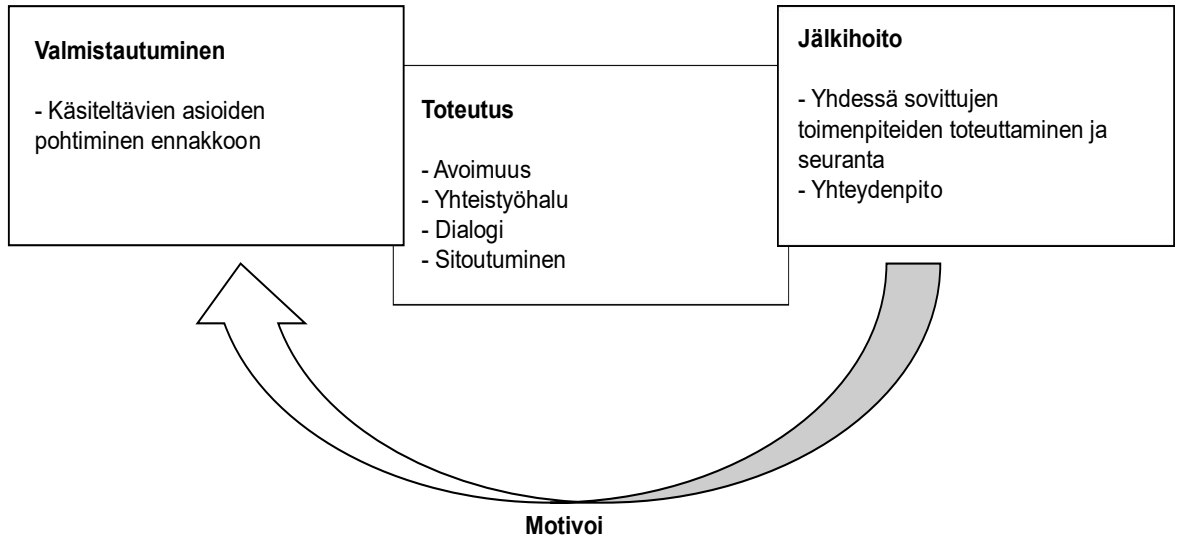 Valmistautuminen
- Käsiteltävien asioiden
pohtiminen ennakkoon
Toteutus
- Avoimuus
- Yhteistyöhalu
- Dialogi
- Sitoutuminen
Jälkihoito
- Yhdessä sovittujen
toimenpiteiden toteuttaminen ja
seuranta
- Yhteydenpito
Motivoi